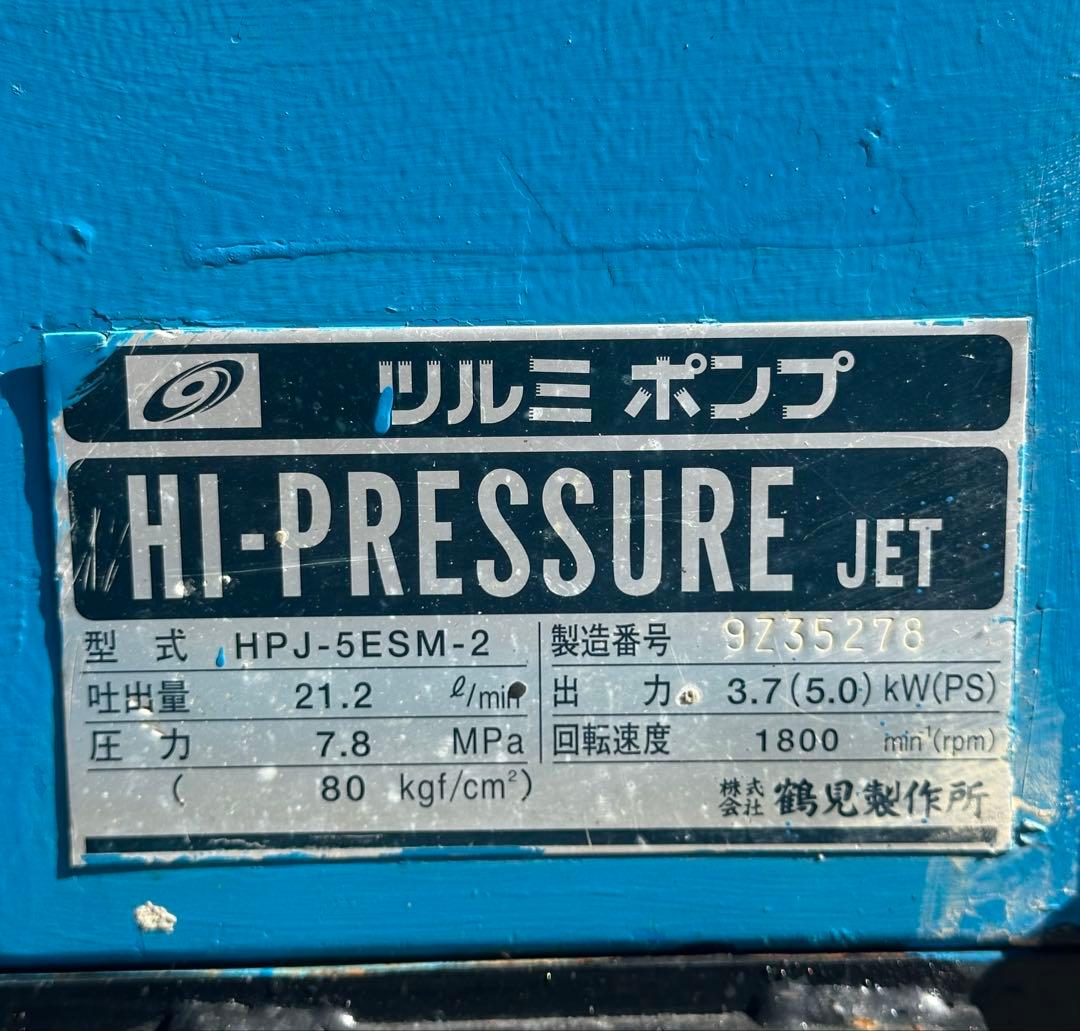 ツルミポンプ
HI-PRESSURE JET
型式 HPJ-5ESM-2 製造番号 9Z35278
吐出量 21.2 ℓ/min 出力 3.7(5.0)kW(PS)
圧力 7.8 MPa 回転速度 1800 min⁻¹(rpm)
( 80 kgf/cm²) 株式会社 鶴見製作所